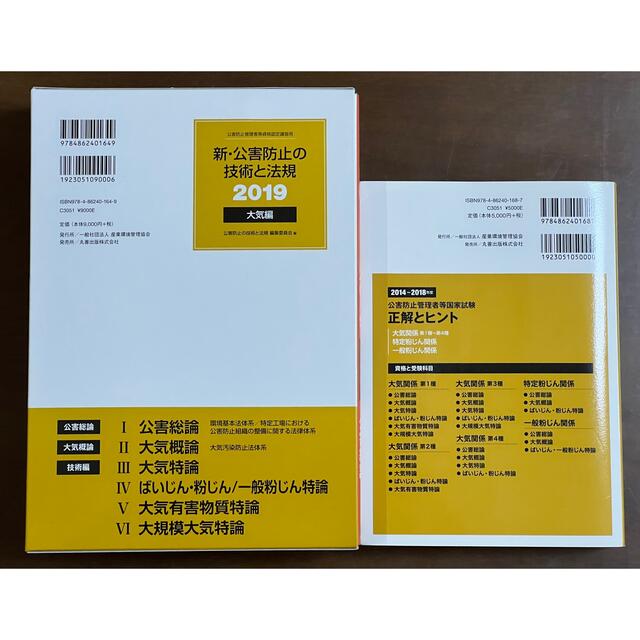 9784862401649
1923051090006
ISBN978-4-86240-164-9
C3051 ¥9000E
定価(本体9,000円+税)
発行所/一般社団法人 産業環境管理協会
発売所/丸善出版株式会社
公害防止管理者等資格認定講習用
新・公害防止の
技術と法規
2019
大気編
公害防止の技術と法規 編集委員会 編
公害総論 I 公害総論 環境基本法体系/特定工場における
公害防止組織の整備に関する法律体系
大気概論 II 大気概論 大気汚染防止法体系
技術編 III 大気特論
IV ばいじん・粉じん/一般粉じん特論
V 大気有害物質特論
VI 大規模大気特論
ISBN978-4-86240-168-7
C3051 ¥5000E
定価(本体5,000円+税)
発行所/一般社団法人 産業環境管理協会
発売所/丸善出版株式会社
978486240168
192305105000
2014~2018年度
公害防止管理者等国家試験
正解とヒント
大気関係 第1種~第4種
特定粉じん関係
一般粉じん関係
資格と受験科目
大気関係 第1種
●公害総論
●大気概論
●大気特論
●ばいじん・粉じん特論
●大気有害物質特論
●大規模大気特論
大気関係 第2種
●公害総論
●大気概論
●大気特論
●ばいじん・粉じん特論
●大気有害物質特論
大気関係 第3種
●公害総論
●大気概論
●大気特論
●ばいじん・粉じん特論
●大規模大気特論
大気関係 第4種
●公害総論
●大気概論
●大気特論
●ばいじん・粉じん特論
特定粉じん関係
●公害総論
●大気概論
●ばいじん・粉じん特論
一般粉じん関係
●公害総論
●大気概論
●ばいじん・一般粉じん特論